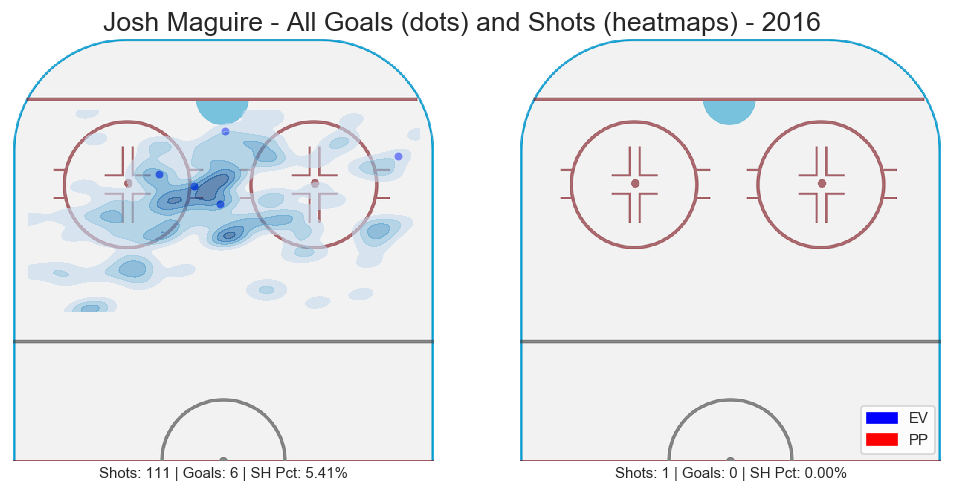 Josh Maguire - All Goals (dots) and Shots (heatmaps) - 2016
EV
PP
Shots: 111 | Goals: 6 | SH Pct: 5.41%
Shots: 1 | Goals: 0 | SH Pct: 0.00%